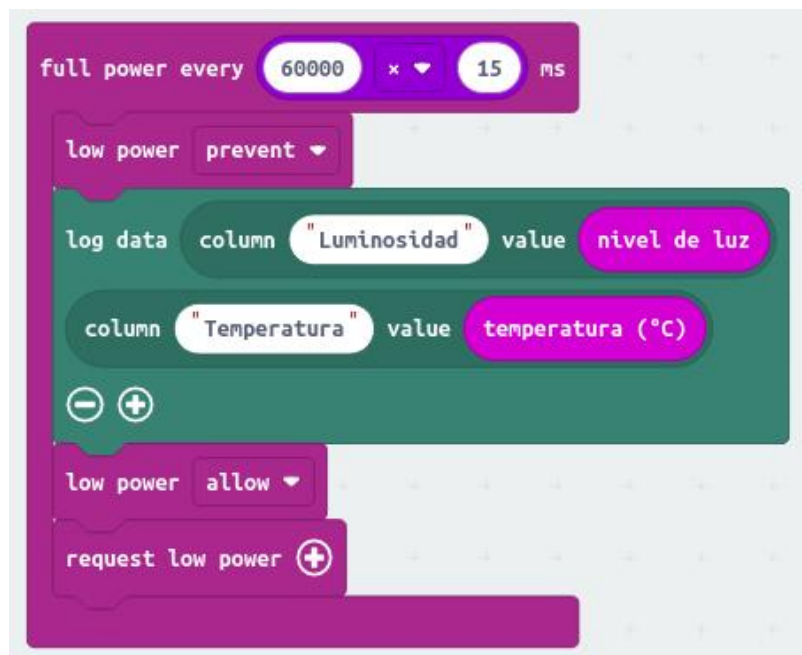 full power every 60000 × 15 ms
low power prevent
log data column "Luminosidad" value nivel de luz
column "Temperatura" value temperatura (°C)
low power allow
request low power